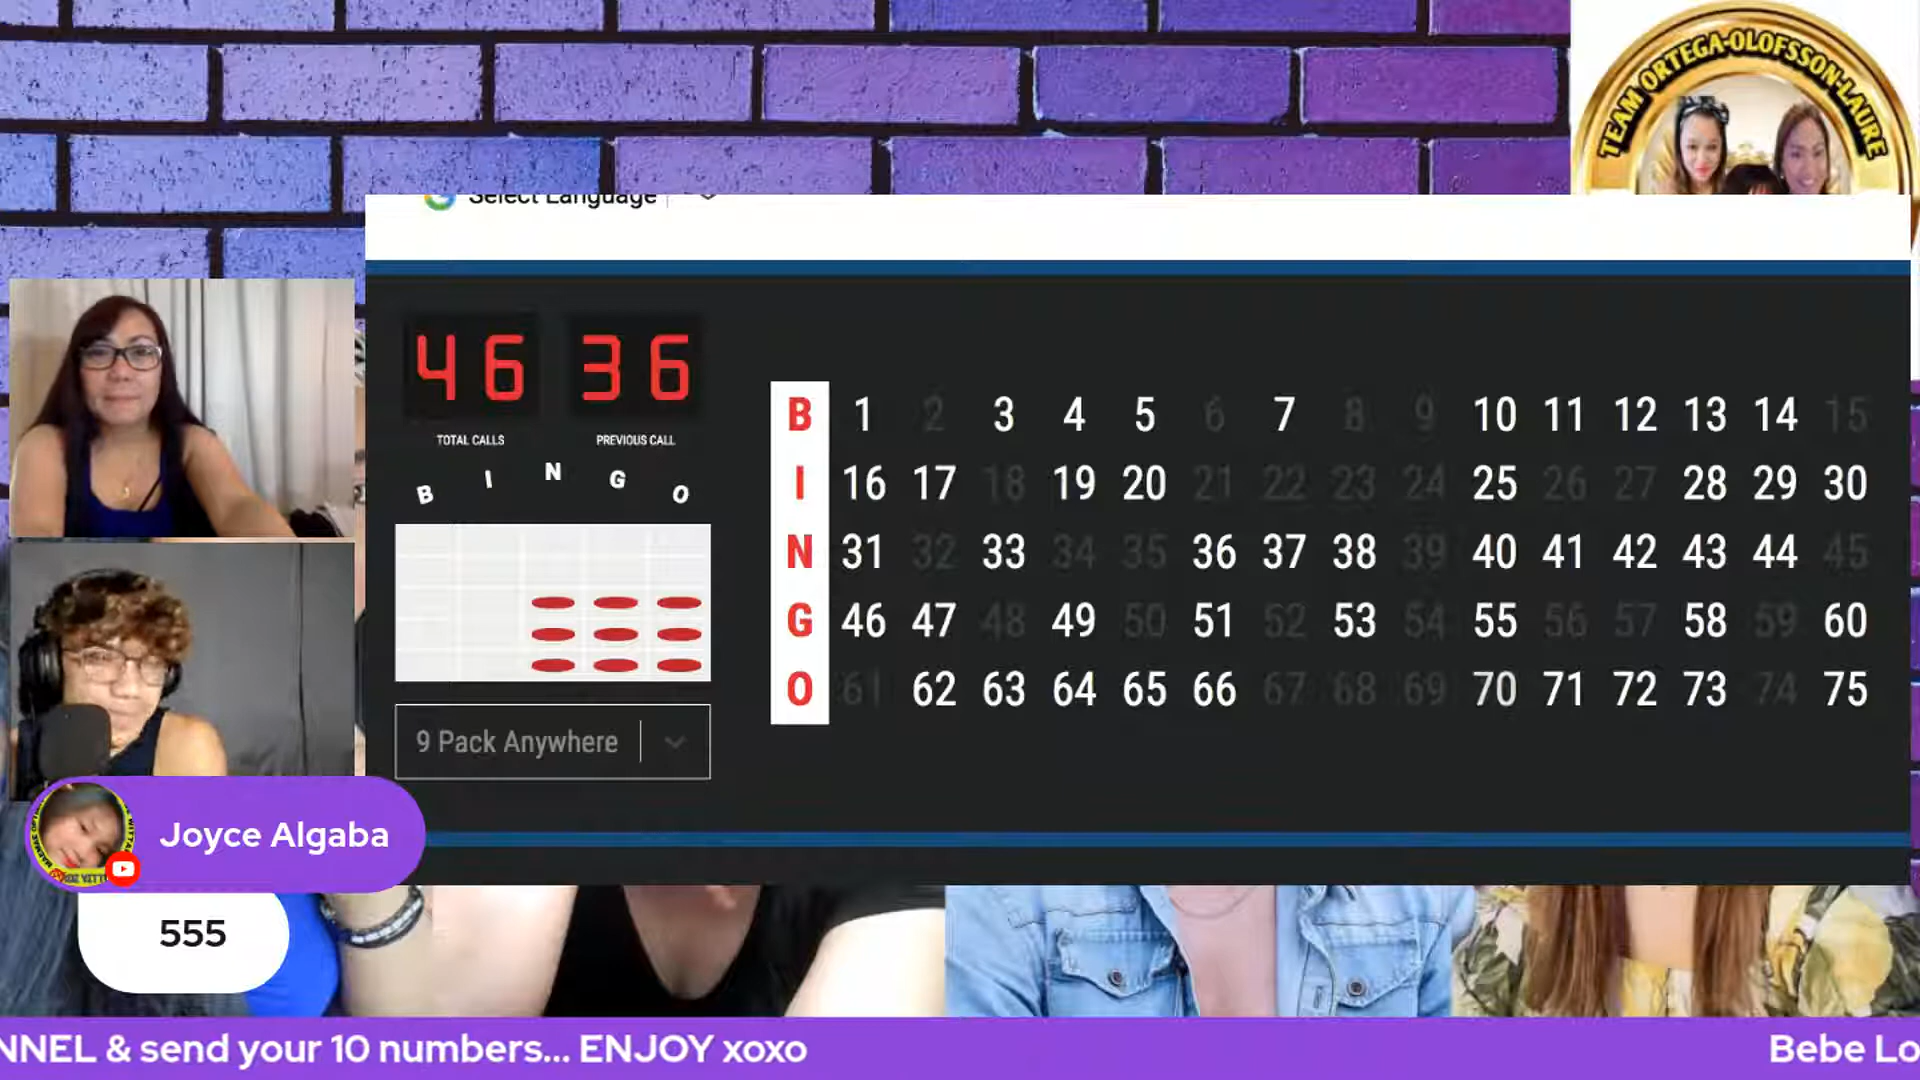 TEAM ORTEGA-OLOFSSON-LAURE
Select Language
46 36
TOTAL CALLS PREVIOUS CALL
B I N G O
9 Pack Anywhere
B 1 2 3 4 5 6 7 8 9 10 11 12 13 14 15
I 16 17 18 19 20 21 22 23 24 25 26 27 28 29 30
N 31 32 33 34 35 36 37 38 39 40 41 42 43 44 45
G 46 47 48 49 50 51 52 53 54 55 56 57 58 59 60
O 61 62 63 64 65 66 67 68 69 70 71 72 73 74 75
Joyce Algaba
555
NNEL & send your 10 numbers... ENJOY xoxo
Bebe Lo